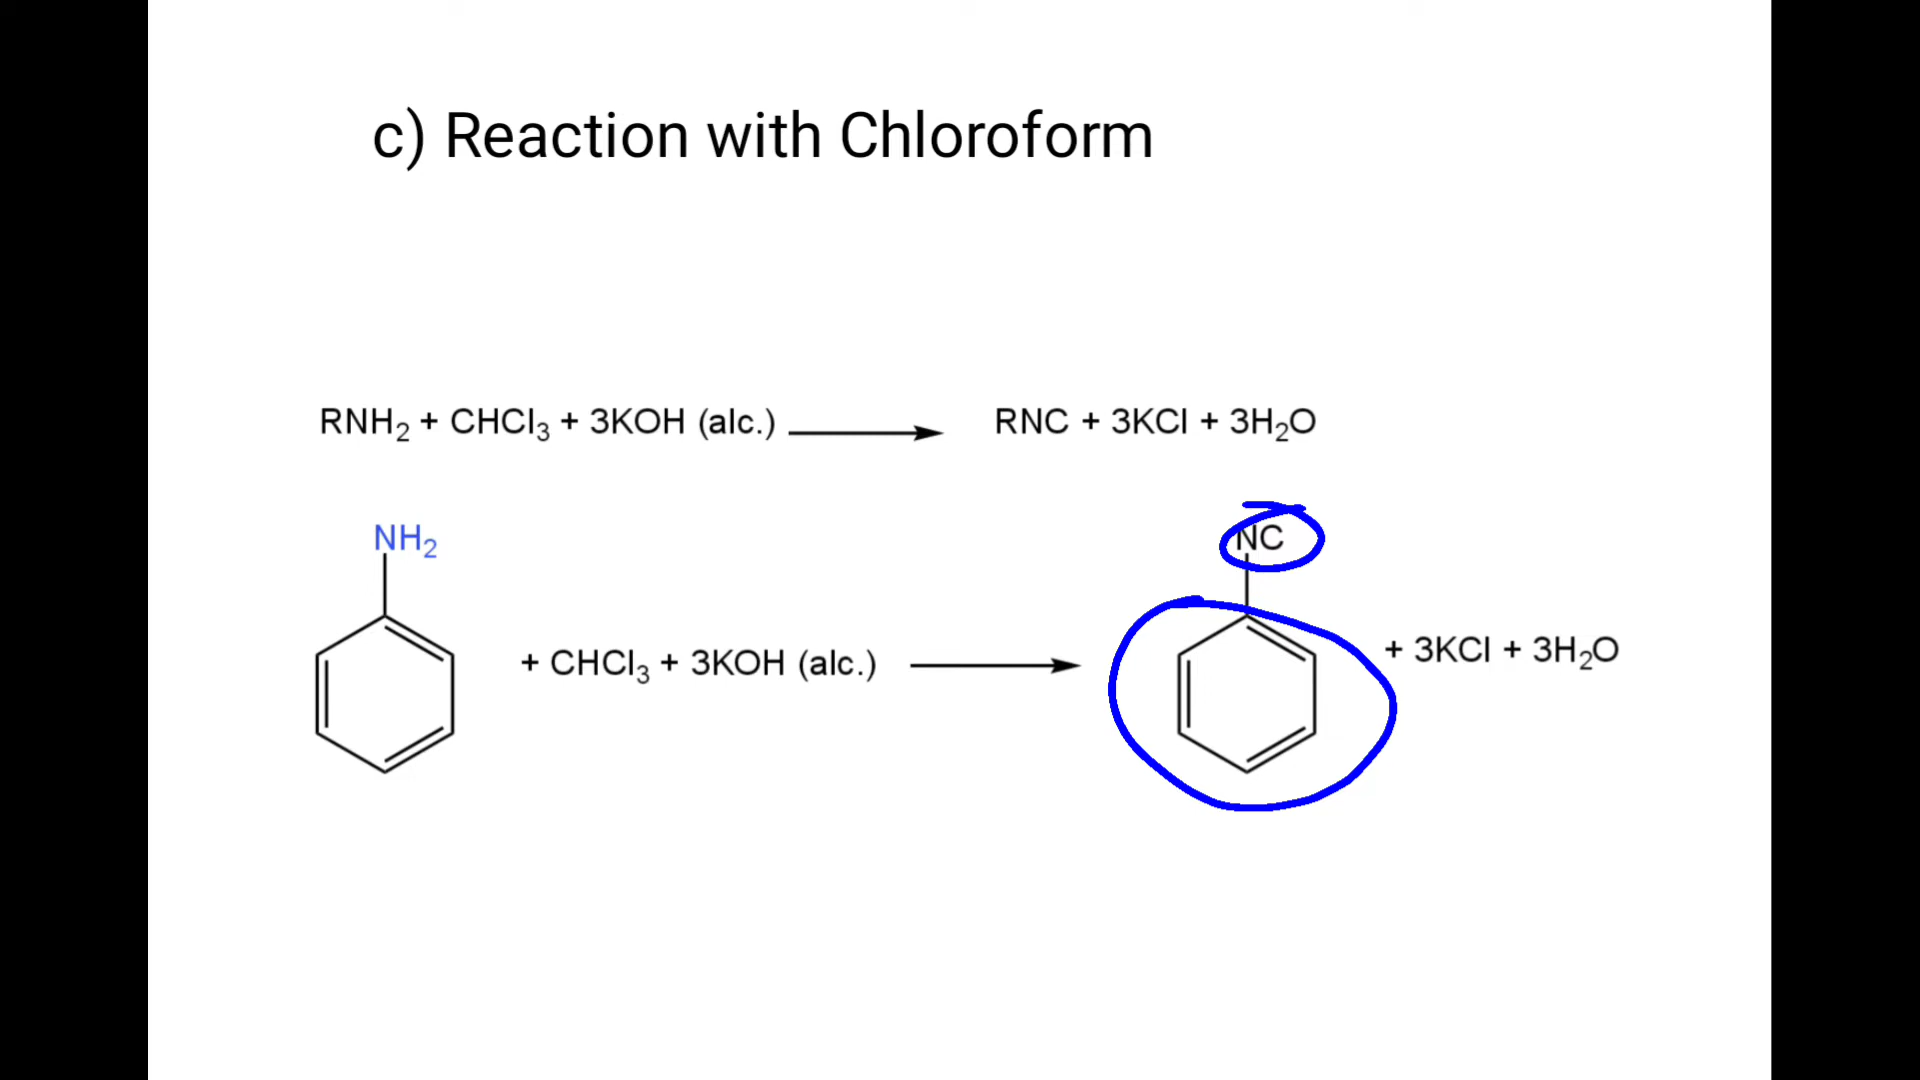 c) Reaction with Chloroform
RNH₂ + CHCl₃ + 3KOH (alc.) RNC + 3KCl + 3H₂O
NH₂ NC
+ CHCl₃ + 3KOH (alc.) + 3KCl + 3H₂O